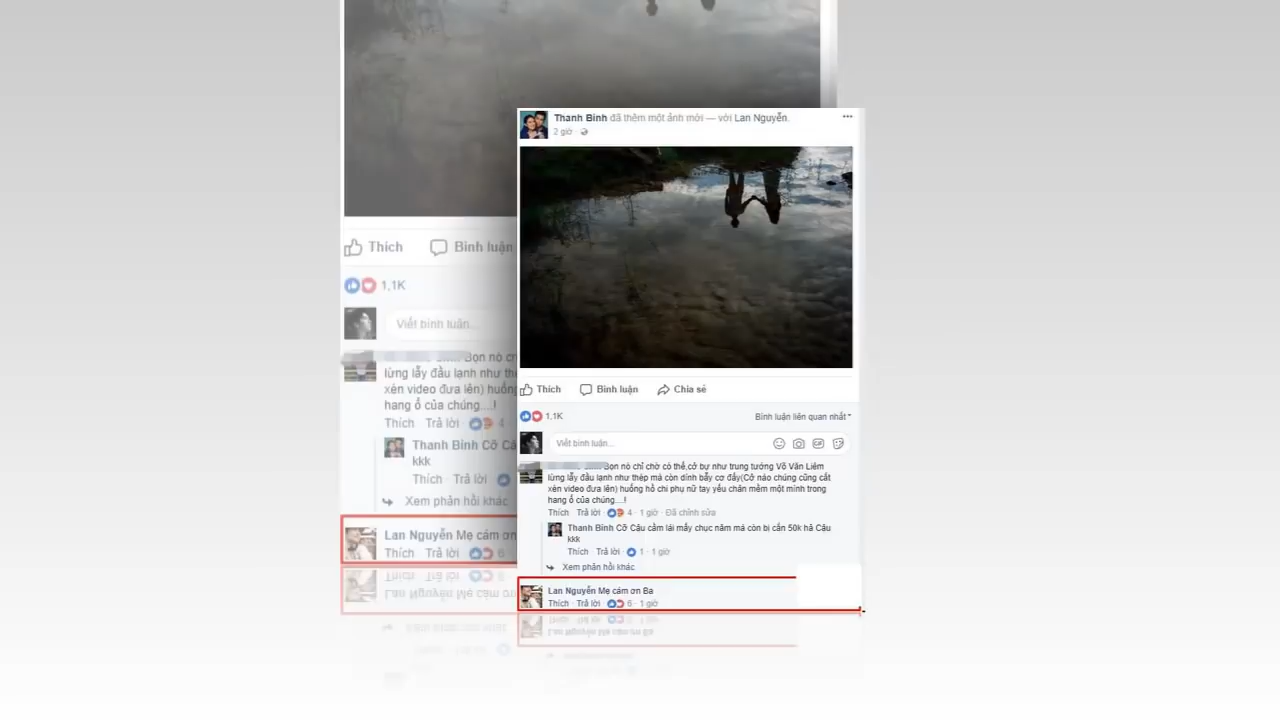 Thanh Bình đã thêm một ảnh mới — với Lan Nguyễn.
2 giờ ·
Thích Bình luận Chia sẻ
1,1K Bình luận liên quan nhất
Viết bình luận...
Bọn nò chỉ chờ có thế,cở bự như trung tướng Võ Văn Liêm
lừng lẫy đầu lạnh như thép mà còn dính bẫy cơ đấy(Cở nào chúng cũng cắt
xén video đưa lên) huống hồ chi phụ nữ tay yếu chân mềm một mình trong
hang ổ của chúng....!
Thích · Trả lời · 4 · 1 giờ · Đã chỉnh sửa
Thanh Bình Cỡ Cậu cầm lái mấy chục năm mà còn bị cắn 50k hã Cậu
kkk
Thích · Trả lời · 1 · 1 giờ
Xem phản hồi khác
Lan Nguyễn Mẹ cám ơn Ba
Thích · Trả lời · 6 · 1 giờ
Thích Bình luận
1,1K
Viết bình luận...
Bọn nò ch
lừng lẫy đầu lạnh như thé
xén video đưa lên) huống
hang ổ của chúng....!
Thích Trả lời 4
Thanh Bình Cỡ Cậ
kkk
Thích · Trả lời ·
Xem phản hồi khác
Lan Nguyễn Mẹ cám ơn
Thích · Trả lời · 6